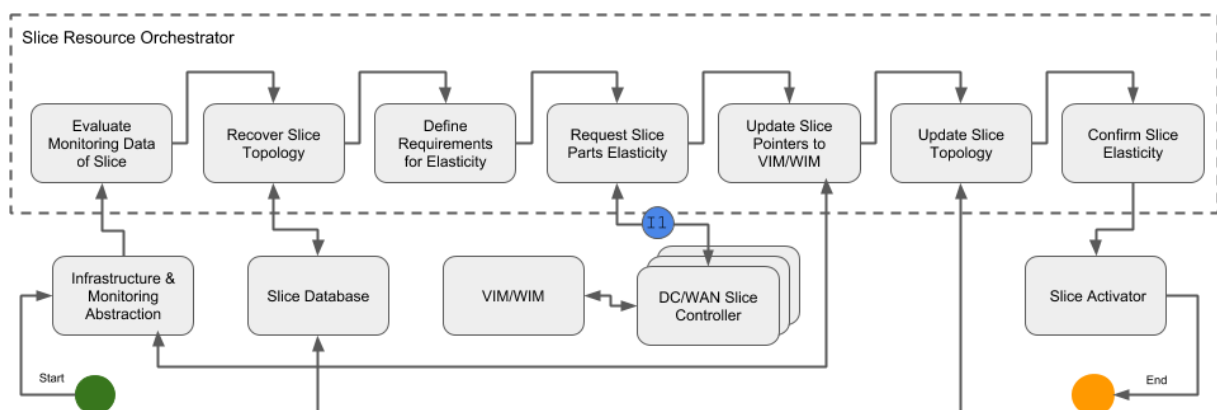 Slice Resource Orchestrator
Evaluate
Monitoring Data
of Slice
Recover Slice
Topology
Define
Requirements
for Elasticity
Request Slice
Parts Elasticity
Update Slice
Pointers to
VIM/WIM
Update Slice
Topology
Confirm Slice
Elasticity
I1
Infrastructure &
Monitoring
Abstraction
Slice Database
VIM/WIM
DC/WAN Slice
Controller
Slice Activator
Start
End